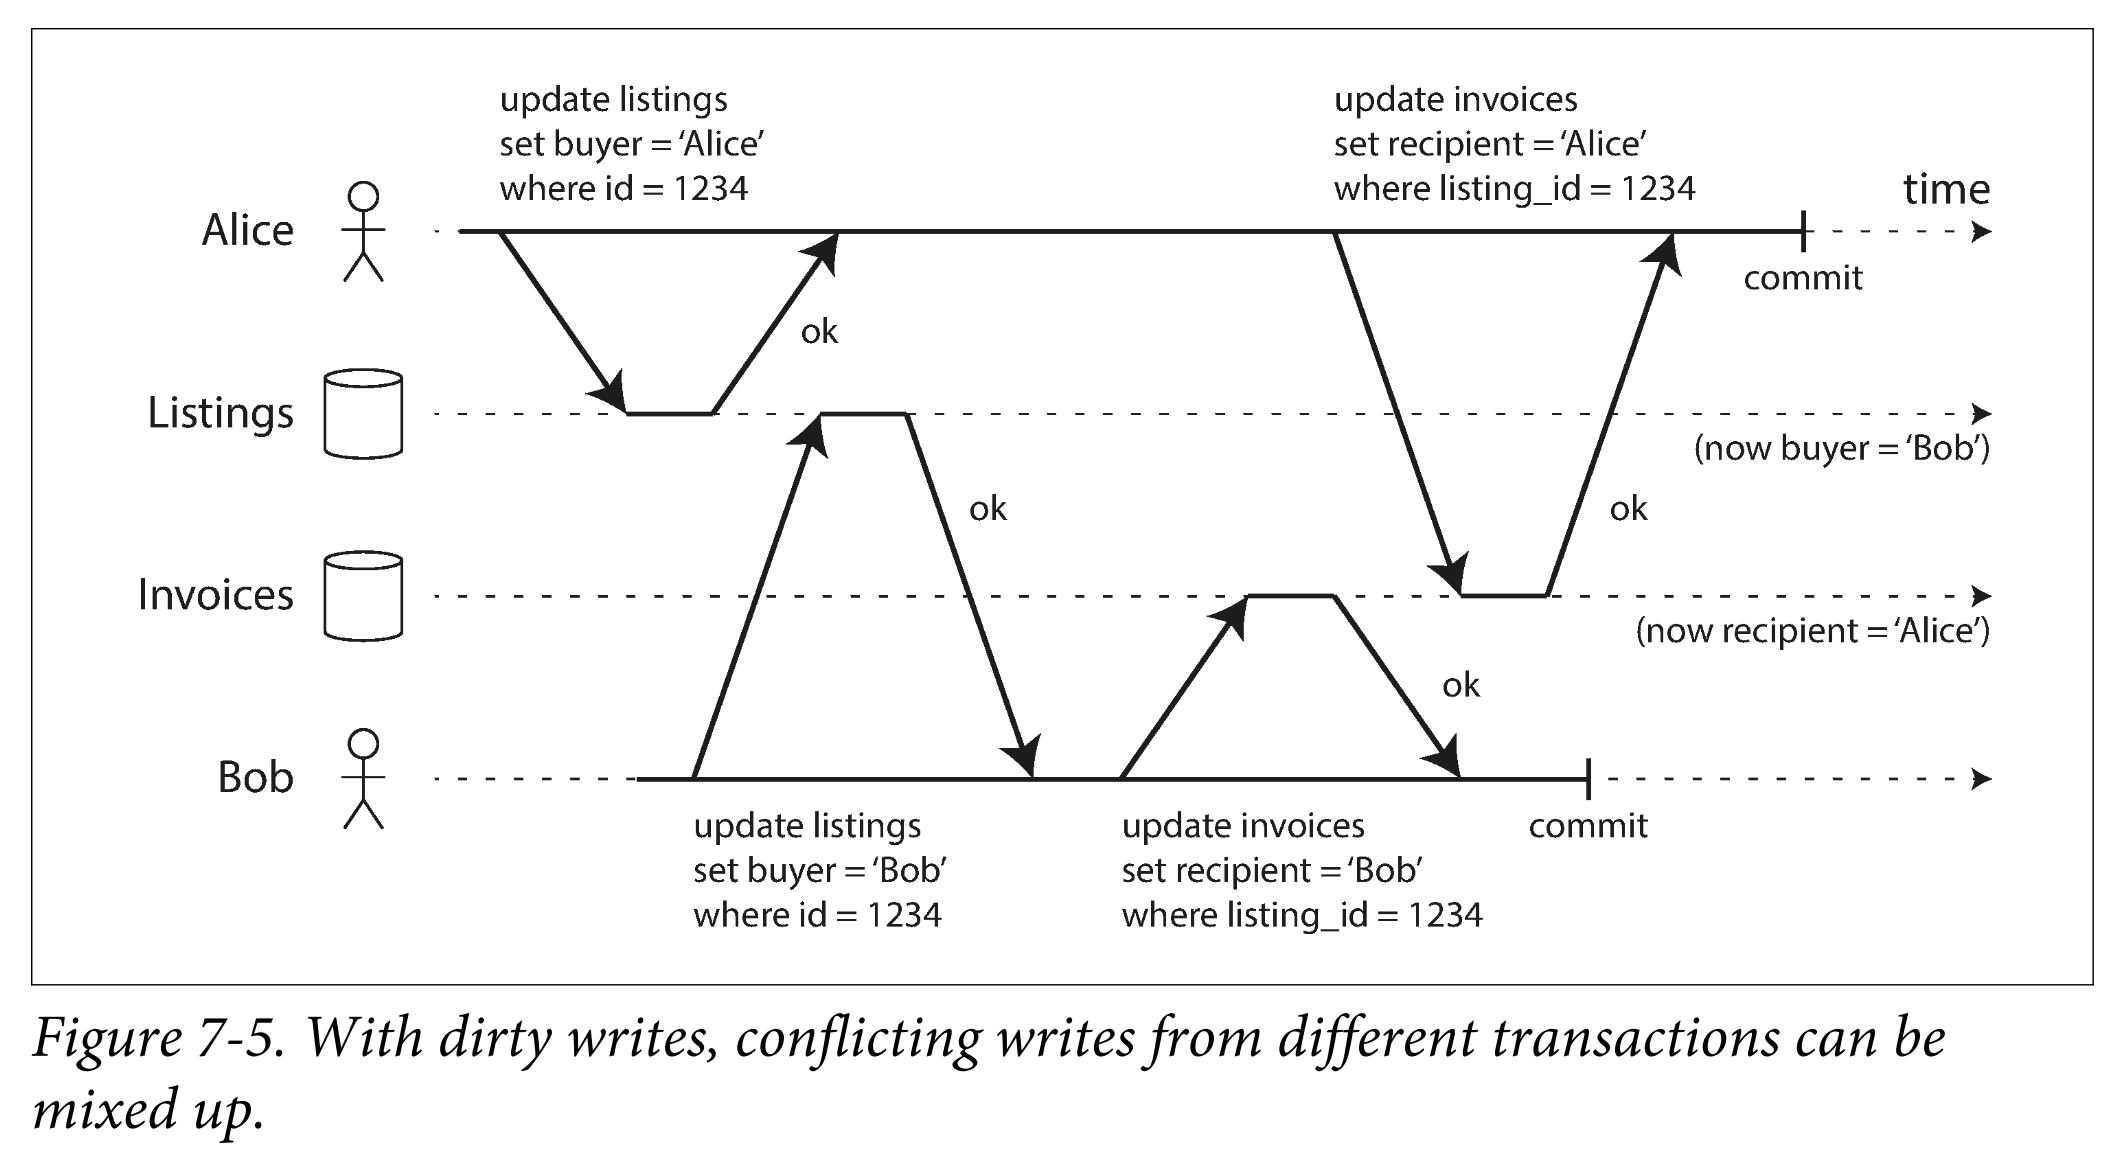 update listings
set buyer = ‘Alice’
where id = 1234
update invoices
set recipient = ‘Alice’
where listing_id = 1234
time
Alice
commit
ok
Listings
(now buyer = ‘Bob’)
ok
ok
Invoices
(now recipient = ‘Alice’)
ok
Bob
update listings
set buyer = ‘Bob’
where id = 1234
update invoices
set recipient = ‘Bob’
where listing_id = 1234
commit
Figure 7-5. With dirty writes, conflicting writes from different transactions can be
mixed up.